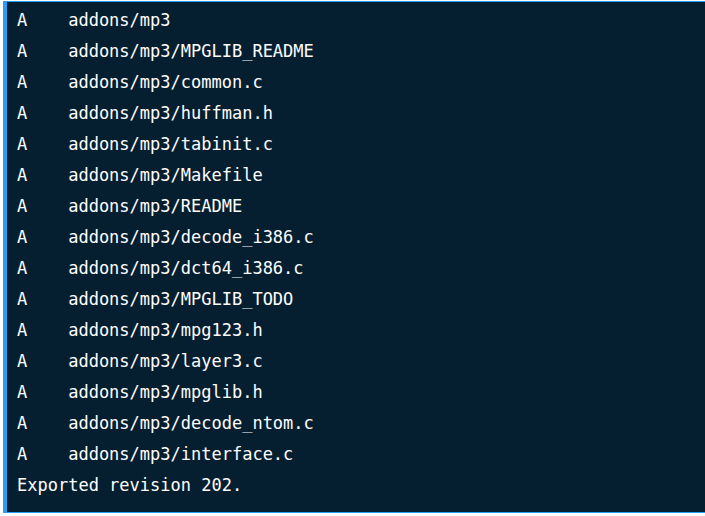 A    addons/mp3
A    addons/mp3/MPGLIB_README
A    addons/mp3/common.c
A    addons/mp3/huffman.h
A    addons/mp3/tabinit.c
A    addons/mp3/Makefile
A    addons/mp3/README
A    addons/mp3/decode_i386.c
A    addons/mp3/dct64_i386.c
A    addons/mp3/MPGLIB_TODO
A    addons/mp3/mpg123.h
A    addons/mp3/layer3.c
A    addons/mp3/mpglib.h
A    addons/mp3/decode_ntom.c
A    addons/mp3/interface.c
Exported revision 202.